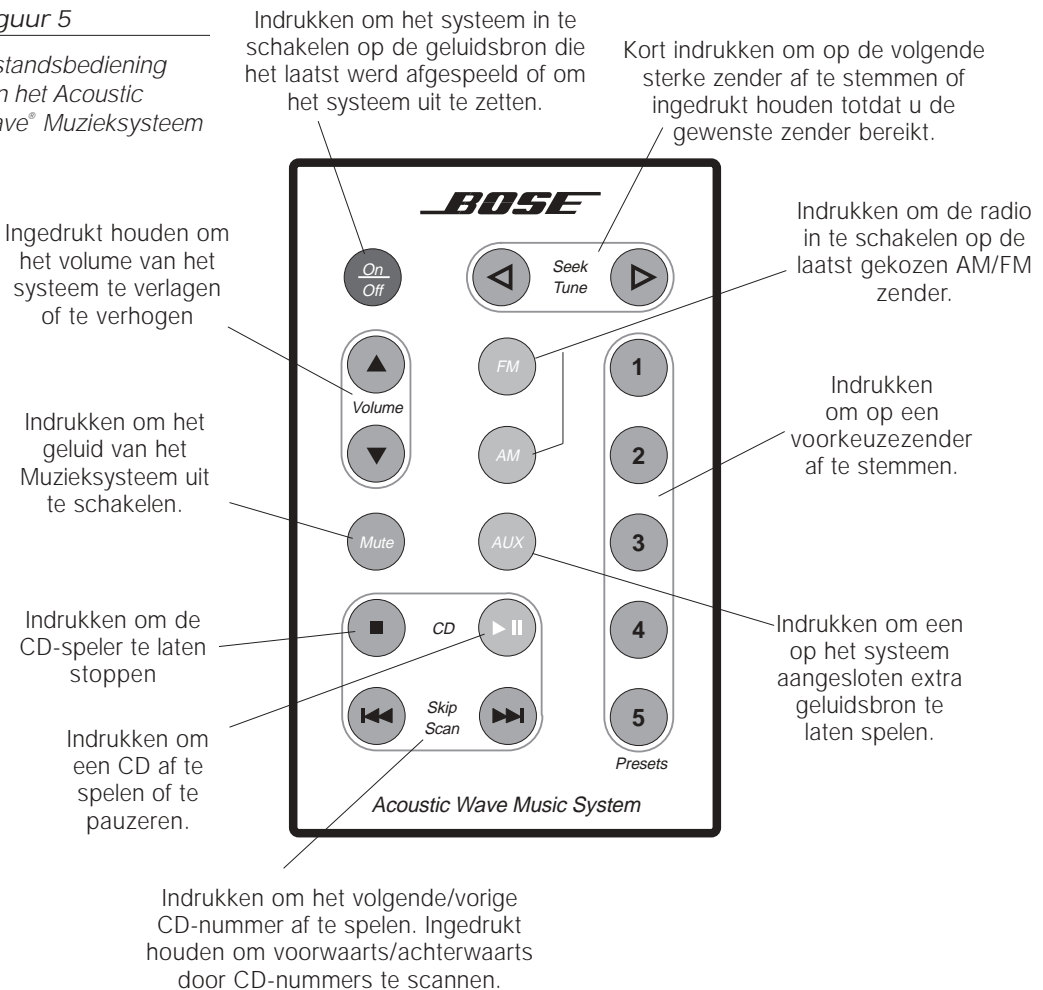 guur 5
standsbediening
n het Acoustic
ave® Muzieksysteem
Indrukken om het systeem in te
schakelen op de geluidsbron die
het laatst werd afgespeeld of om
het systeem uit te zetten.
Kort indrukken om op de volgende
sterke zender af te stemmen of
ingedrukt houden totdat u de
gewenste zender bereikt.
Ingedrukt houden om
het volume van het
systeem te verlagen
of te verhogen
Indrukken om de radio
in te schakelen op de
laatst gekozen AM/FM
zender.
BOSE
On
Off
Seek
Tune
FM
1
Volume
AM
2
Mute
AUX
3
CD
4
Skip
Scan
5
Presets
Acoustic Wave Music System
Indrukken om het
geluid van het
Muzieksysteem uit
te schakelen.
Indrukken
om op een
voorkeuzezender
af te stemmen.
Indrukken om de
CD-speler te laten
stoppen
Indrukken om een
op het systeem
aangesloten extra
geluidsbron te
laten spelen.
Indrukken om
een CD af te
spelen of te
pauzeren.
Indrukken om het volgende/vorige
CD-nummer af te spelen. Ingedrukt
houden om voorwaarts/achterwaarts
door CD-nummers te scannen.